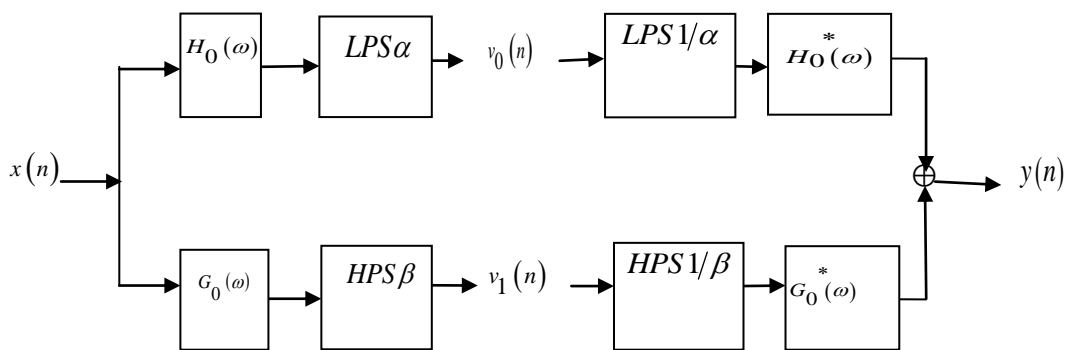 H₀(ω)
LPSα
v₀(n)
LPS1/α
H₀*(ω)
x(n)
y(n)
G₀(ω)
HPSβ
v₁(n)
HPS1/β
G₀*(ω)